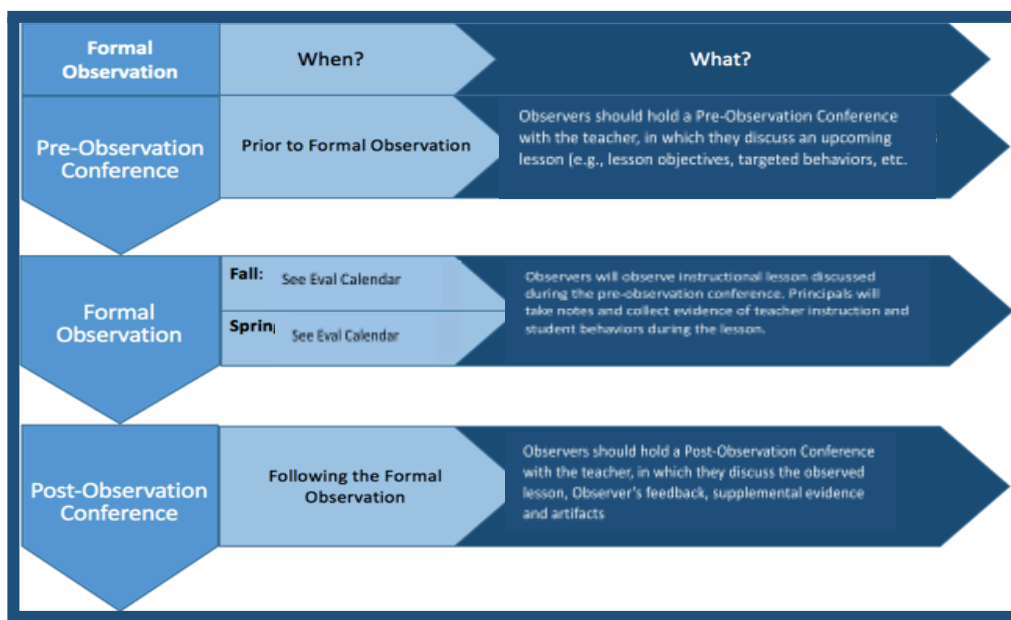 Formal
Observation
When?
What?
Pre-Observation
Conference
Prior to Formal Observation
Observers should hold a Pre-Observation Conference
with the teacher, in which they discuss an upcoming
lesson (e.g., lesson objectives, targeted behaviors, etc.
Formal
Observation
Fall: See Eval Calendar
Sprin See Eval Calendar
Observers will observe instructional lesson discussed
during the pre-observation conference. Principals will
take notes and collect evidence of teacher instruction and
student behaviors during the lesson.
Post-Observation
Conference
Following the Formal
Observation
Observers should hold a Post-Observation Conference
with the teacher, in which they discuss the observed
lesson, Observer's feedback, supplemental evidence
and artifacts